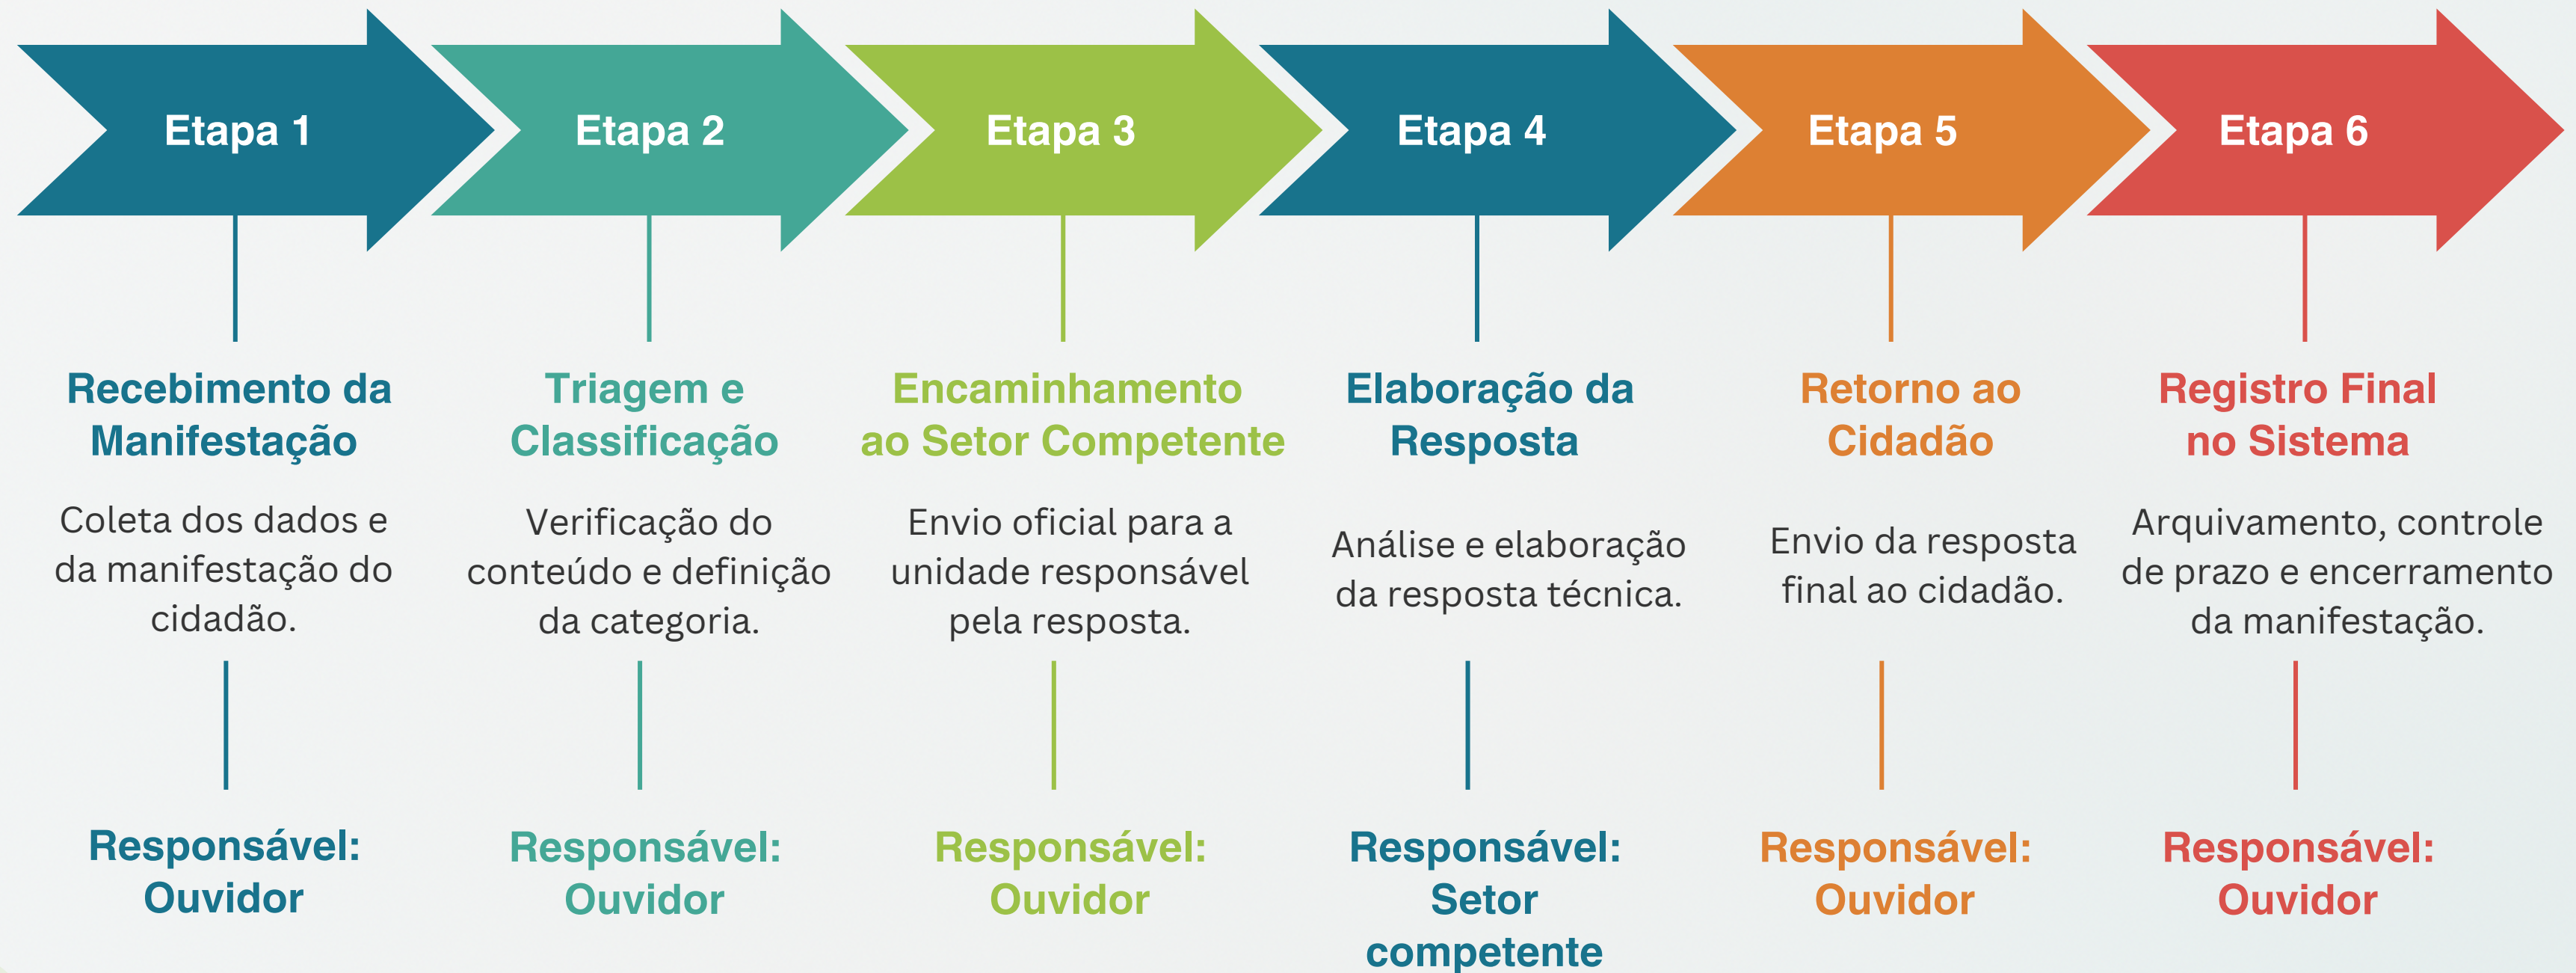 Etapa 1
Etapa 2
Etapa 3
Etapa 4
Etapa 5
Etapa 6
Recebimento da
Manifestação
Coleta dos dados e
da manifestação do
cidadão.
Responsável:
Ouvidor
Triagem e
Classificação
Verificação do
conteúdo e definição
da categoria.
Responsável:
Ouvidor
Encaminhamento
ao Setor Competente
Envio oficial para a
unidade responsável
pela resposta.
Responsável:
Ouvidor
Elaboração da
Resposta
Análise e elaboração
da resposta técnica.
Responsável:
Setor
competente
Retorno ao
Cidadão
Envio da resposta
final ao cidadão.
Responsável:
Ouvidor
Registro Final
no Sistema
Arquivamento, controle
de prazo e encerramento
da manifestação.
Responsável:
Ouvidor